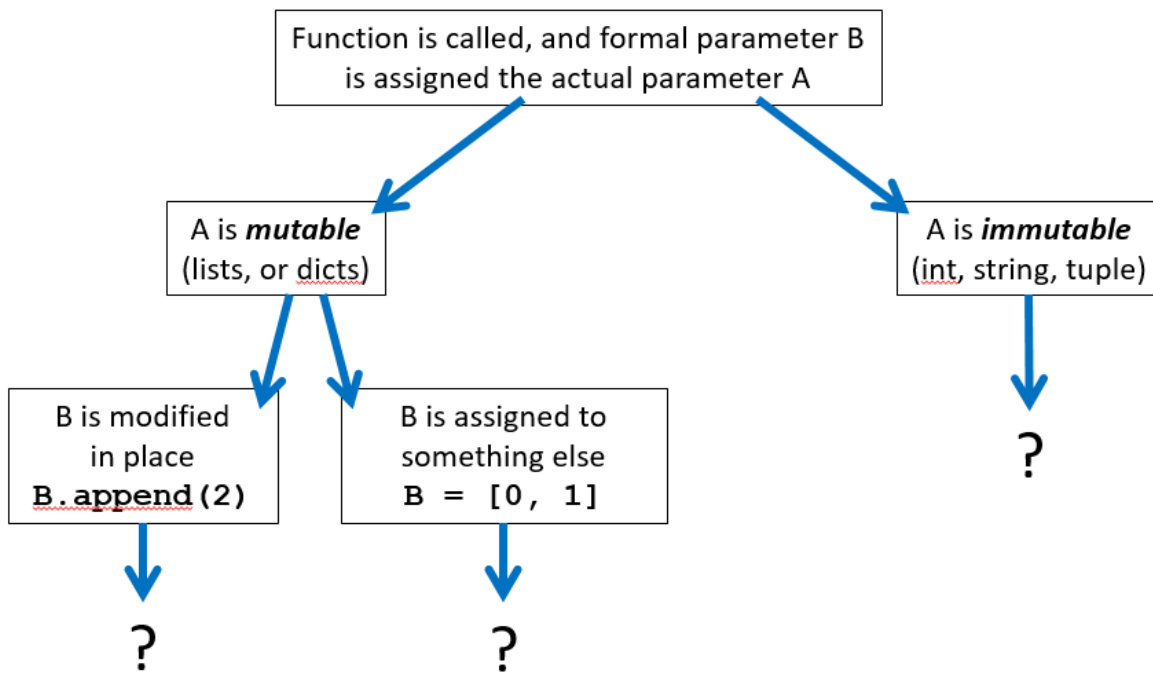 Function is called, and formal parameter B
is assigned the actual parameter A
A is mutable
(lists, or dicts)
A is immutable
(int, string, tuple)
B is modified
in place
B.append(2)
B is assigned to
something else
B = [0, 1]
?
?
?